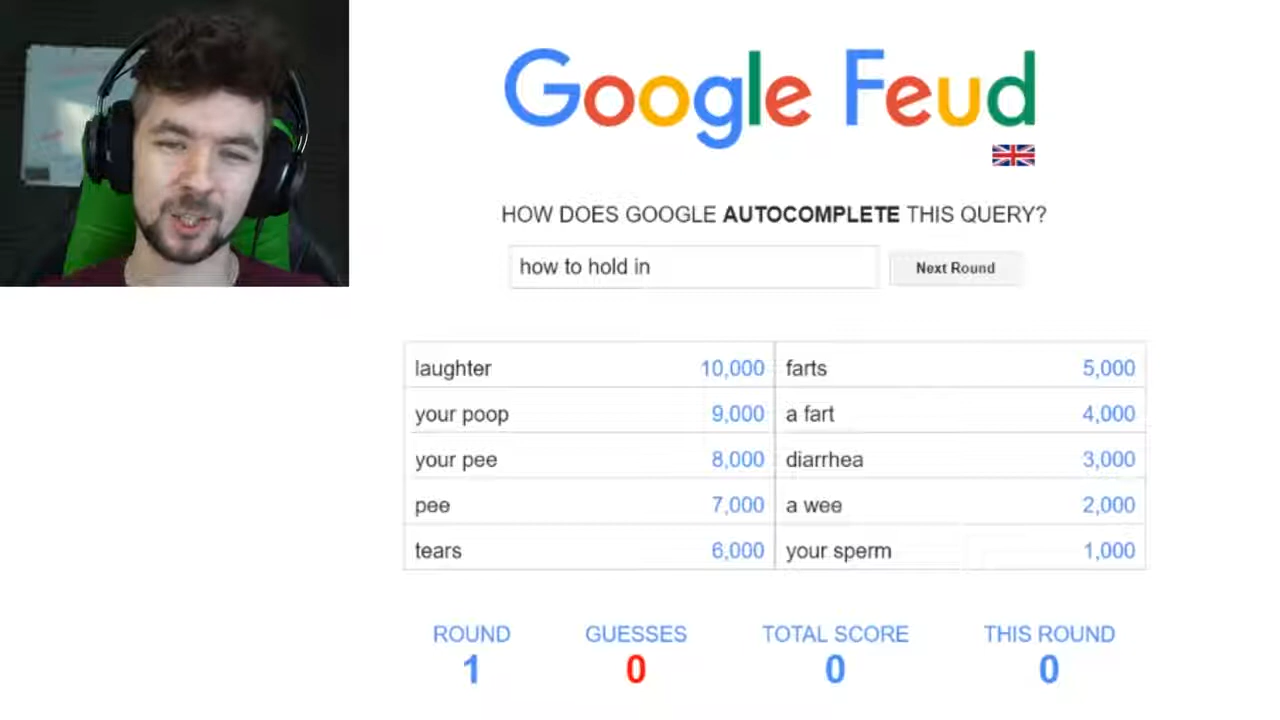 Google Feud
HOW DOES GOOGLE AUTOCOMPLETE THIS QUERY?
how to hold in
Next Round
laughter 10,000 farts 5,000
your poop 9,000 a fart 4,000
your pee 8,000 diarrhea 3,000
pee 7,000 a wee 2,000
tears 6,000 your sperm 1,000
ROUND GUESSES TOTAL SCORE THIS ROUND
1 0 0 0